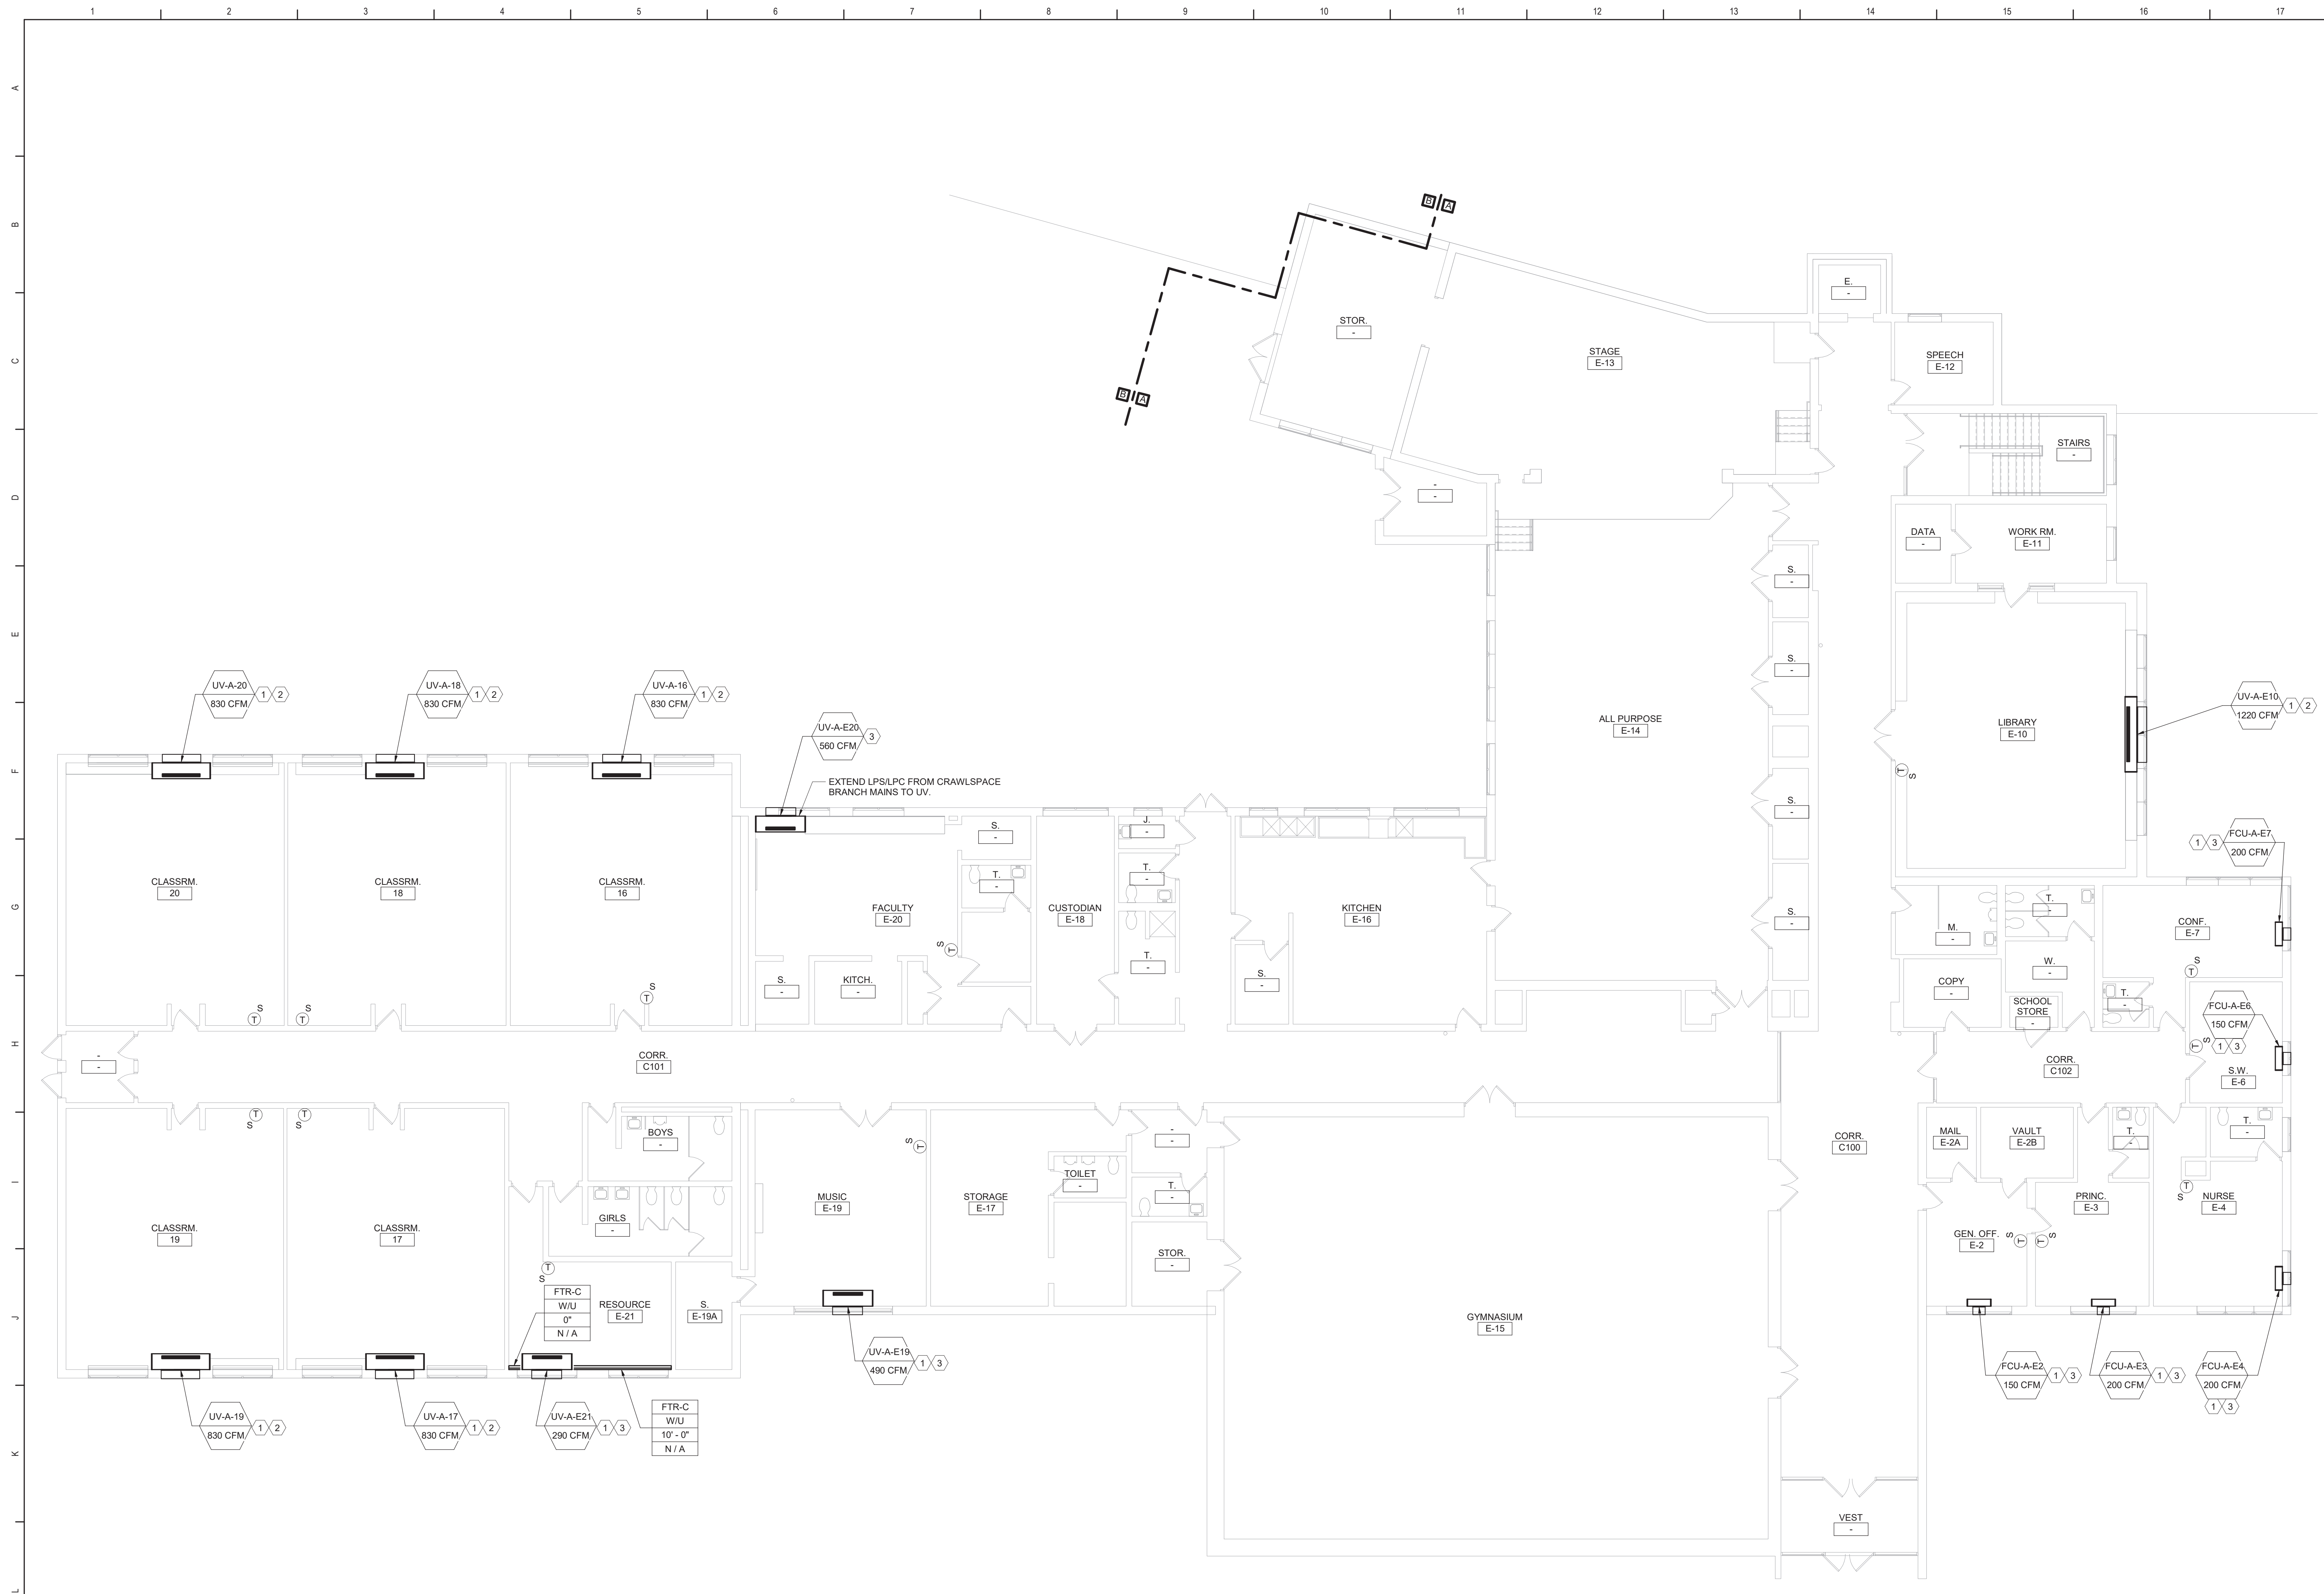 1 2 3 4 5 6 7 8 9 10 11 12 13 14 15 16 17
A
B
C
D
E
F
G
H
I
J
K
L
B A
B A
E.
-
STOR.
-
STAGE
E-13
SPEECH
E-12
STAIRS
-
-
-
DATA
-
WORK RM.
E-11
S.
-
S.
-
S.
-
S.
-
ALL PURPOSE
E-14
LIBRARY
E-10
T
S
UV-A-E10
1220 CFM
1 2
UV-A-20
830 CFM
1 2
UV-A-18
830 CFM
1 2
UV-A-16
830 CFM
1 2
UV-A-E20
560 CFM
3
EXTEND LPS/LPC FROM CRAWLSPACE
BRANCH MAINS TO UV.
FCU-A-E7
200 CFM
1 3
CLASSRM.
20
T
S
CLASSRM.
18
T
S
CLASSRM.
16
T
S
FACULTY
E-20
T
S
S.
-
T.
-
S.
-
KITCH.
-
CUSTODIAN
E-18
J.
-
T.
-
T.
-
KITCHEN
E-16
S.
-
M.
-
T.
-
W.
-
CONF.
E-7
T
S
COPY
-
SCHOOL
STORE
-
T.
-
FCU-A-E6
150 CFM
1 3
T
S
S.W.
E-6
-
-
CORR.
C101
CORR.
C102
CORR.
C100
CLASSRM.
19
T
S
CLASSRM.
17
T
S
BOYS
-
GIRLS
-
RESOURCE
E-21
T
S
S.
E-19A
FTR-C
W/U
0"
N / A
MUSIC
E-19
T
S
STORAGE
E-17
TOILET
-
-
-
T.
-
STOR.
-
GYMNASIUM
E-15
MAIL
E-2A
VAULT
E-2B
T.
-
T.
-
GEN. OFF.
E-2
T
S
PRINC.
E-3
T
S
NURSE
E-4
T
S
UV-A-19
830 CFM
1 2
UV-A-17
830 CFM
1 2
UV-A-E21
290 CFM
1 3
FTR-C
W/U
10' - 0"
N / A
UV-A-E19
490 CFM
1 3
FCU-A-E2
150 CFM
1 3
FCU-A-E3
200 CFM
1 3
FCU-A-E4
200 CFM
1 3
VEST
-